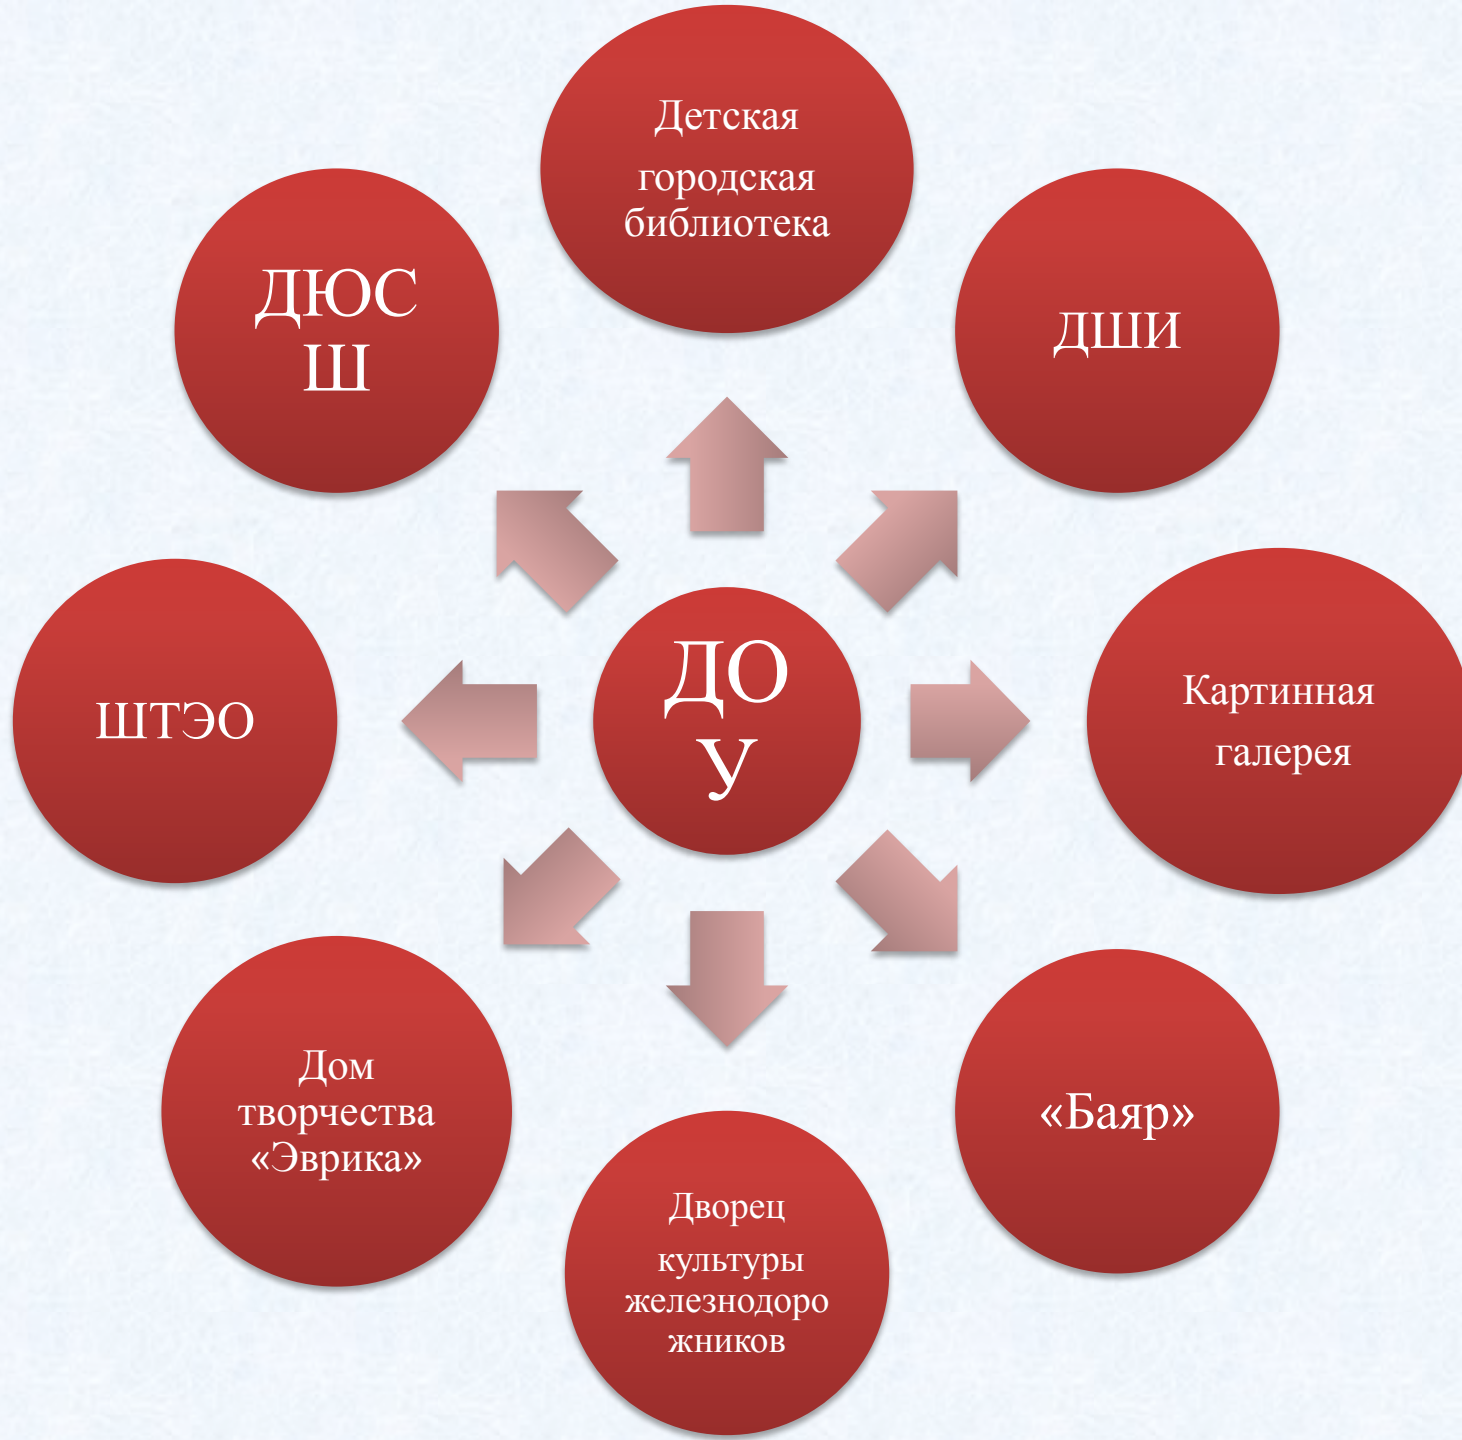 Детская
городская
библиотека
ДШИ
Картинная
галерея
«Баяр»
Дворец
культуры
железнодоро
жников
Дом
творчества
«Эврика»
ШТЭО
ДЮС
Ш
ДО
У